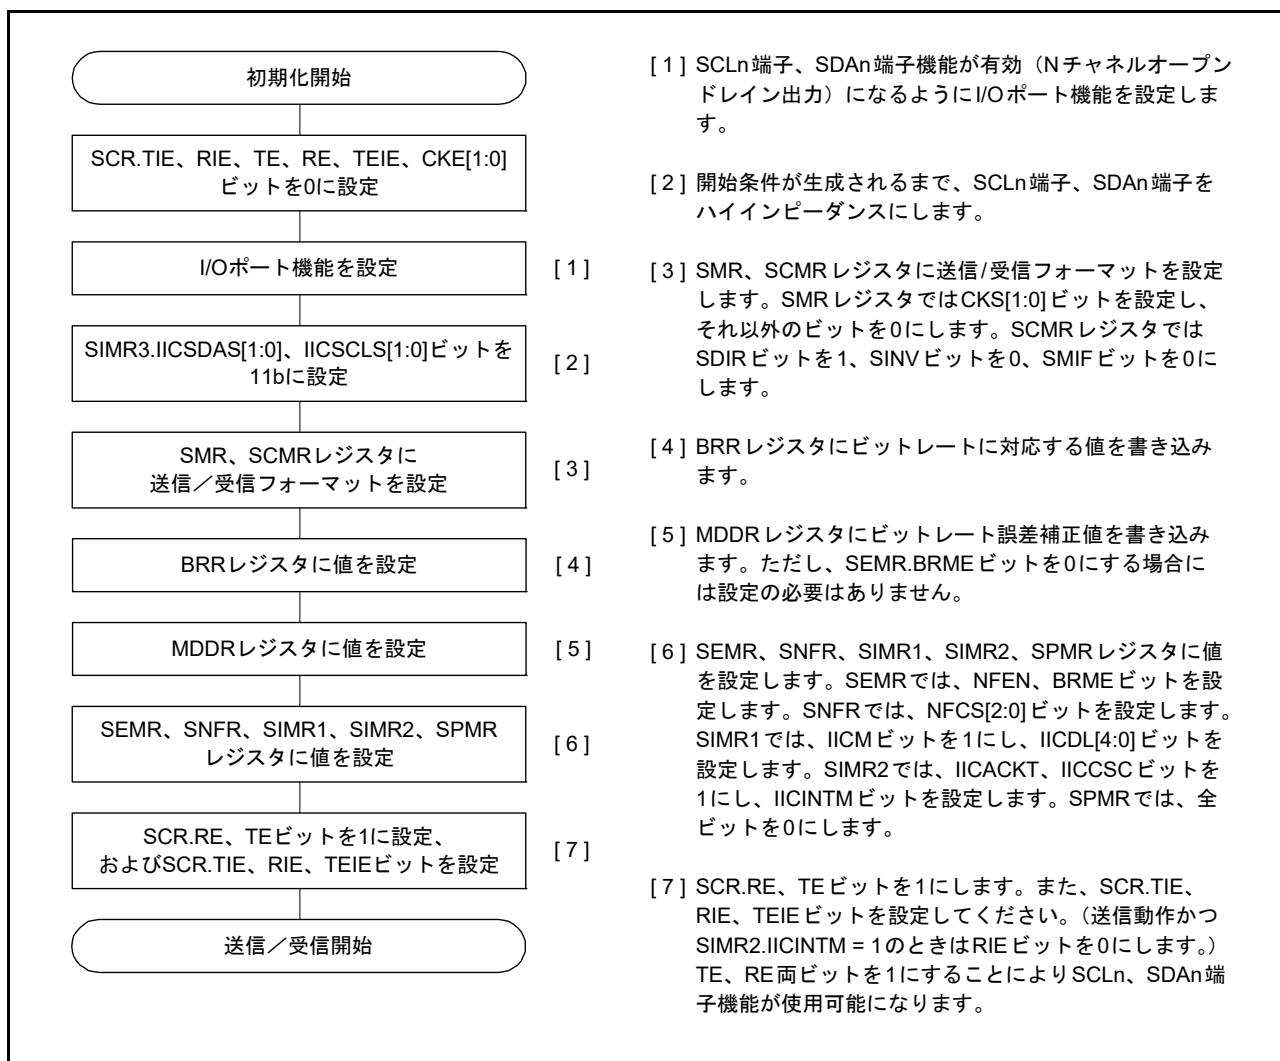 初期化開始
SCR.TIE、RIE、TE、RE、TEIE、CKE[1:0]
ビットを0に設定
I/Oポート機能を設定
[ 1 ]
SIMR3.IICSDAS[1:0]、IICSCLS[1:0]ビットを
11bに設定
[ 2 ]
SMR、SCMRレジスタに
送信／受信フォーマットを設定
[ 3 ]
BRRレジスタに値を設定
[ 4 ]
MDDRレジスタに値を設定
[ 5 ]
SEMR、SNFR、SIMR1、SIMR2、SPMR
レジスタに値を設定
[ 6 ]
SCR.RE、TEビットを1に設定、
およびSCR.TIE、RIE、TEIEビットを設定
[ 7 ]
送信／受信開始
[ 1 ] SCLn端子、SDAn端子機能が有効（Nチャネルオープン
ドレイン出力）になるようにI/Oポート機能を設定しま
す。
[ 2 ] 開始条件が生成されるまで、SCLn端子、SDAn端子を
ハイインピーダンスにします。
[ 3 ] SMR、SCMRレジスタに送信/受信フォーマットを設定
します。SMRレジスタではCKS[1:0]ビットを設定し、
それ以外のビットを0にします。SCMRレジスタでは
SDIRビットを1、SINVビットを0、SMIFビットを0に
します。
[ 4 ] BRRレジスタにビットレートに対応する値を書き込み
ます。
[ 5 ] MDDRレジスタにビットレート誤差補正値を書き込み
ます。ただし、SEMR.BRMEビットを0にする場合に
は設定の必要はありません。
[ 6 ] SEMR、SNFR、SIMR1、SIMR2、SPMRレジスタに値
を設定します。SEMRでは、NFEN、BRMEビットを設
定します。SNFRでは、NFCS[2:0]ビットを設定します。
SIMR1では、IICMビットを1にし、IICDL[4:0]ビットを
設定します。SIMR2では、IICACKT、IICCSCビットを
1にし、IICINTMビットを設定します。SPMRでは、全
ビットを0にします。
[ 7 ] SCR.RE、TEビットを1にします。また、SCR.TIE、
RIE、TEIEビットを設定してください。（送信動作かつ
SIMR2.IICINTM = 1のときはRIEビットを0にします。）
TE、RE両ビットを1にすることによりSCLn、SDAn端
子機能が使用可能になります。